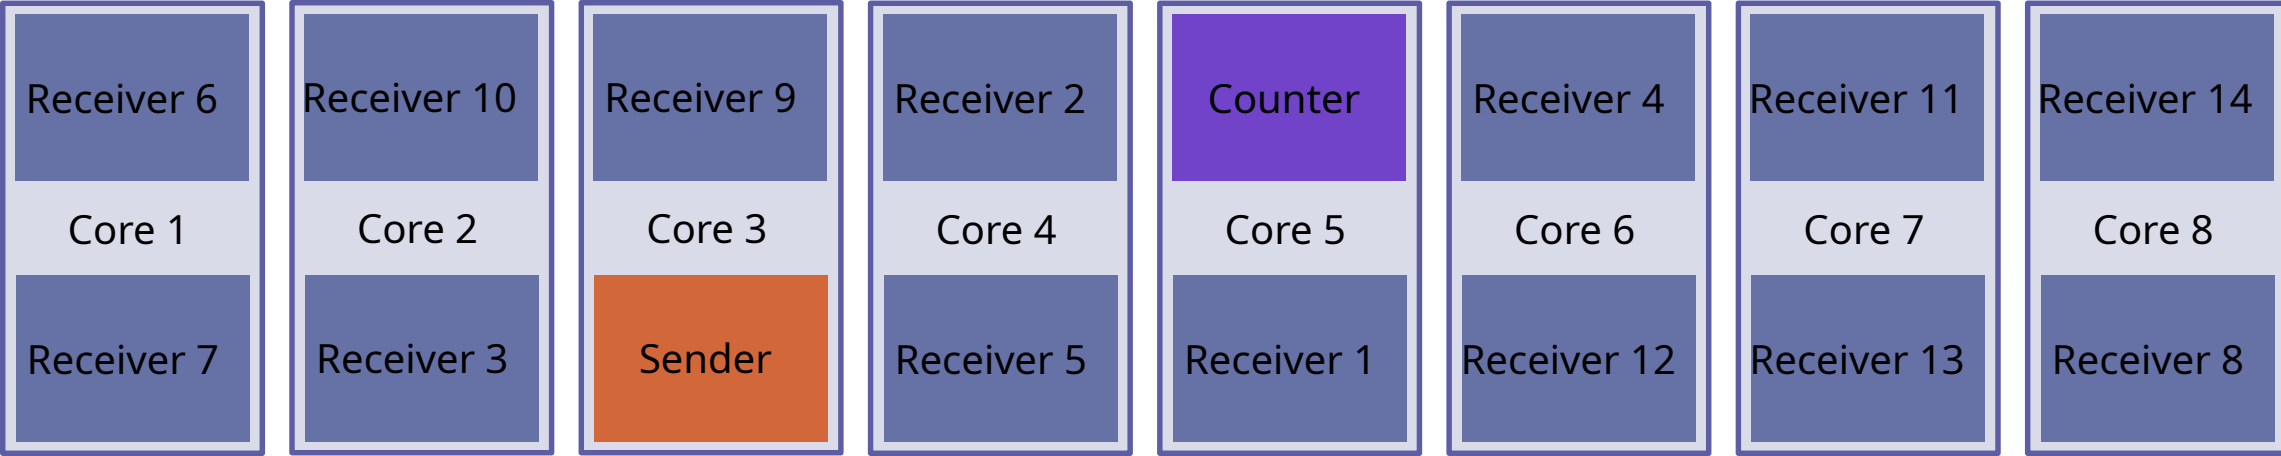 Receiver 6
Core 1
Receiver 7
Receiver 10
Core 2
Receiver 3
Receiver 9
Core 3
Sender
Receiver 2
Core 4
Receiver 5
Counter
Core 5
Receiver 1
Receiver 4
Core 6
Receiver 12
Receiver 11
Core 7
Receiver 13
Receiver 14
Core 8
Receiver 8